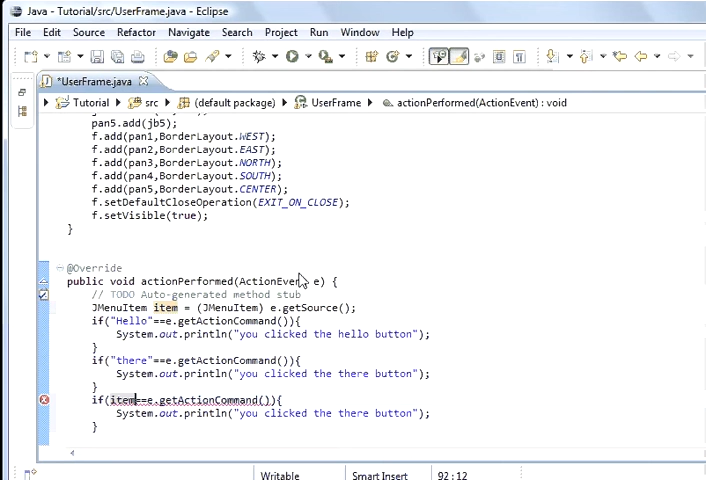 Java - Tutorial/src/UserFrame.java - Eclipse
File Edit Source Refactor Navigate Search Project Run Window Help
*UserFrame.java
Tutorial src (default package) UserFrame actionPerformed(ActionEvent) : void
pan5.add(jb5);
f.add(pan1,BorderLayout.WEST);
f.add(pan2,BorderLayout.EAST);
f.add(pan3,BorderLayout.NORTH);
f.add(pan4,BorderLayout.SOUTH);
f.add(pan5,BorderLayout.CENTER);
f.setDefaultCloseOperation(EXIT_ON_CLOSE);
f.setVisible(true);
}
@Override
public void actionPerformed(ActionEvent e) {
// TODO Auto-generated method stub
JMenuItem item = (JMenuItem) e.getSource();
if("Hello"==e.getActionCommand()){
System.out.println("you clicked the hello button");
}
if("there"==e.getActionCommand()){
System.out.println("you clicked the there button");
}
if(item==e.getActionCommand()){
System.out.println("you clicked the there button");
}
Writable Smart Insert 92:12